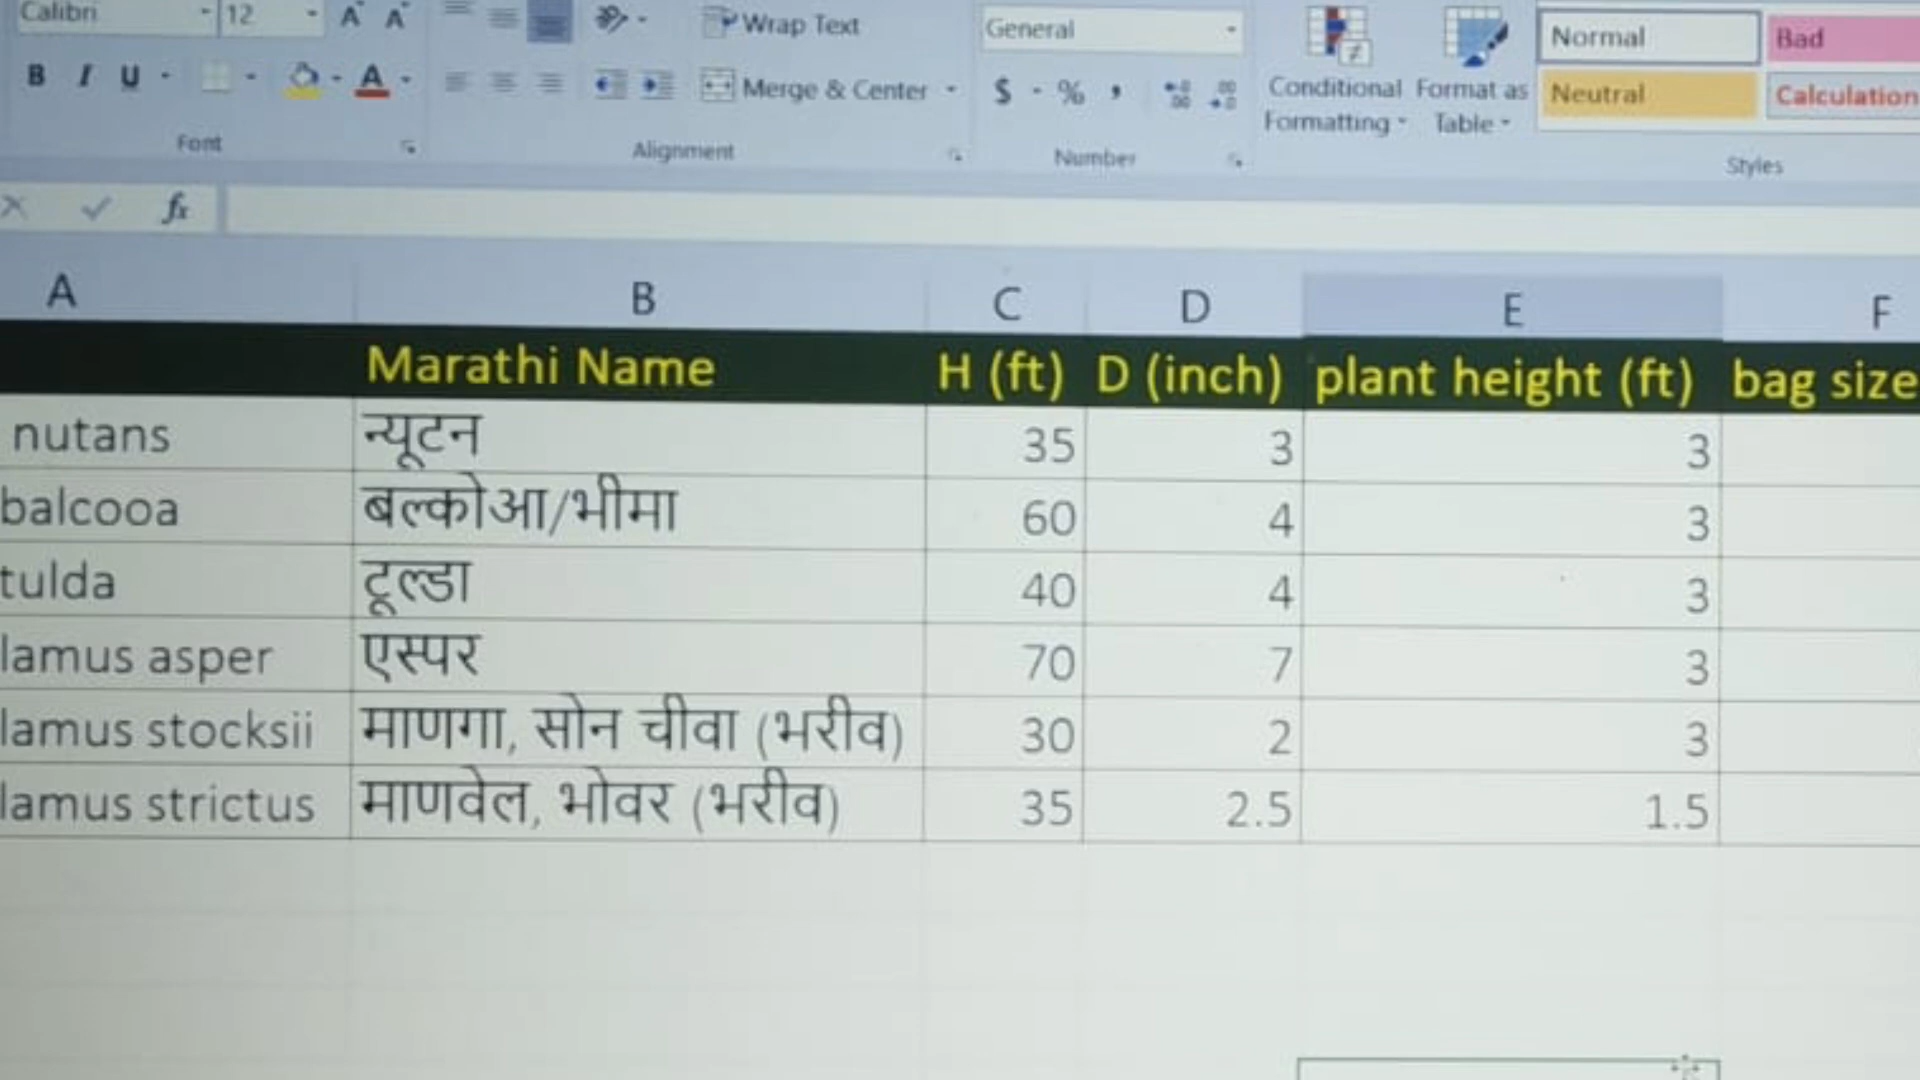 Calibri 12 A A Wrap Text General Normal Bad
B I U A Merge & Center $ % , Conditional Formatting Format as Table Neutral Calculation
Font Alignment Number Styles
fx
A B C D E F
Marathi Name H (ft) D (inch) plant height (ft) bag size
nutans न्यूटन 35 3 3
balcooa बल्कोआ/भीमा 60 4 3
tulda टूल्डा 40 4 3
lamus asper एस्पर 70 7 3
lamus stocksii माणगा, सोन चीवा (भरीव) 30 2 3
lamus strictus माणवेल, भोवर (भरीव) 35 2.5 1.5